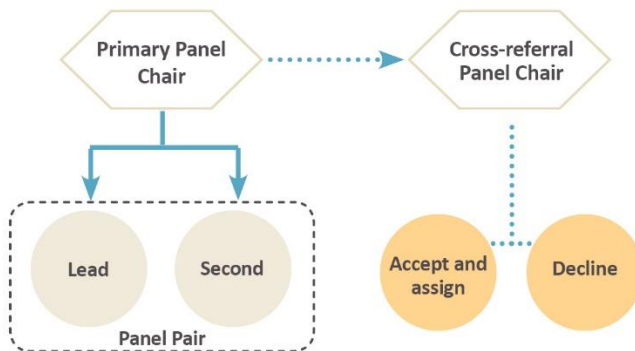 Primary Panel
Chair
Cross-referral
Panel Chair
Lead
Second
Panel Pair
Accept and
assign
Decline